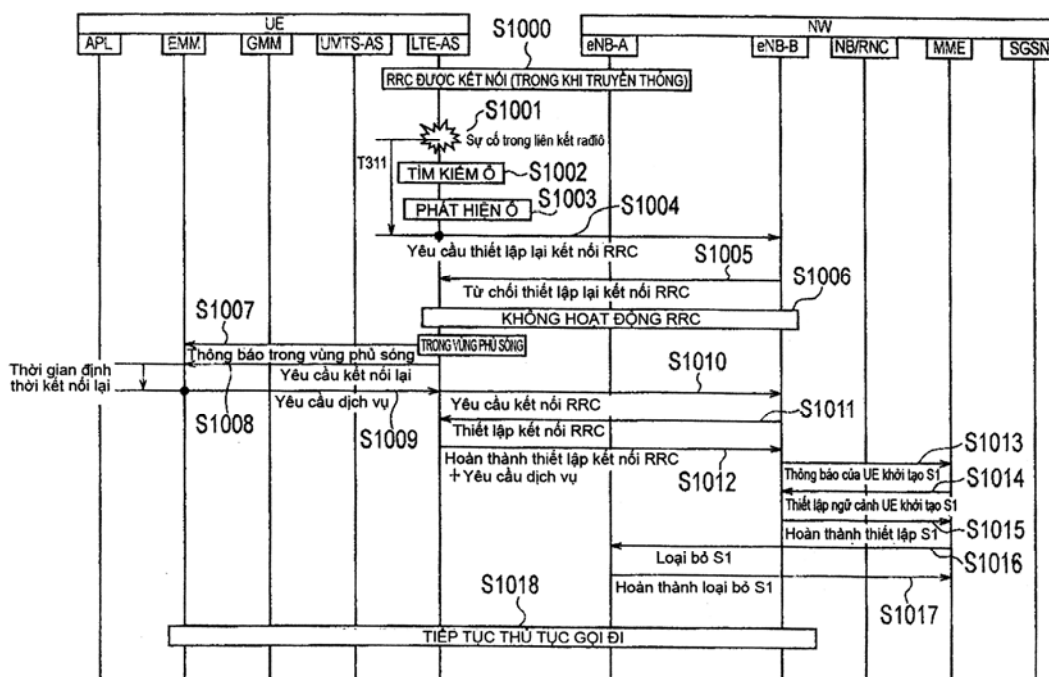 UE
NW
APL
EMM
GMM
UMTS-AS
LTE-AS
S1000
eNB-A
eNB-B
NB/RNC
MME
SGSN
RRC ĐƯỢC KẾT NỐI (TRONG KHI TRUYỀN THÔNG)
S1001
Sự cố trong liên kết rađiô
T311
TÌM KIẾM Ô
S1002
PHÁT HIỆN Ô
S1003
S1004
Yêu cầu thiết lập lại kết nối RRC
S1005
Từ chối thiết lập lại kết nối RRC
S1006
KHÔNG HOẠT ĐỘNG RRC
S1007
TRONG VÙNG PHỦ SÓNG
Thông báo trong vùng phủ sóng
Thời gian định
thời kết nối lại
Yêu cầu kết nối lại
S1010
Yêu cầu dịch vụ
Yêu cầu kết nối RRC
S1008
S1009
S1011
Thiết lập kết nối RRC
Hoàn thành thiết lập kết nối RRC
+Yêu cầu dịch vụ
S1012
S1013
Thông báo của UE khởi tạo S1
S1014
Thiết lập ngữ cảnh UE khởi tạo S1
S1015
Hoàn thành thiết lập S1
S1016
Loại bỏ S1
Hoàn thành loại bỏ S1
S1017
S1018
TIẾP TỤC THỦ TỤC GỌI ĐI